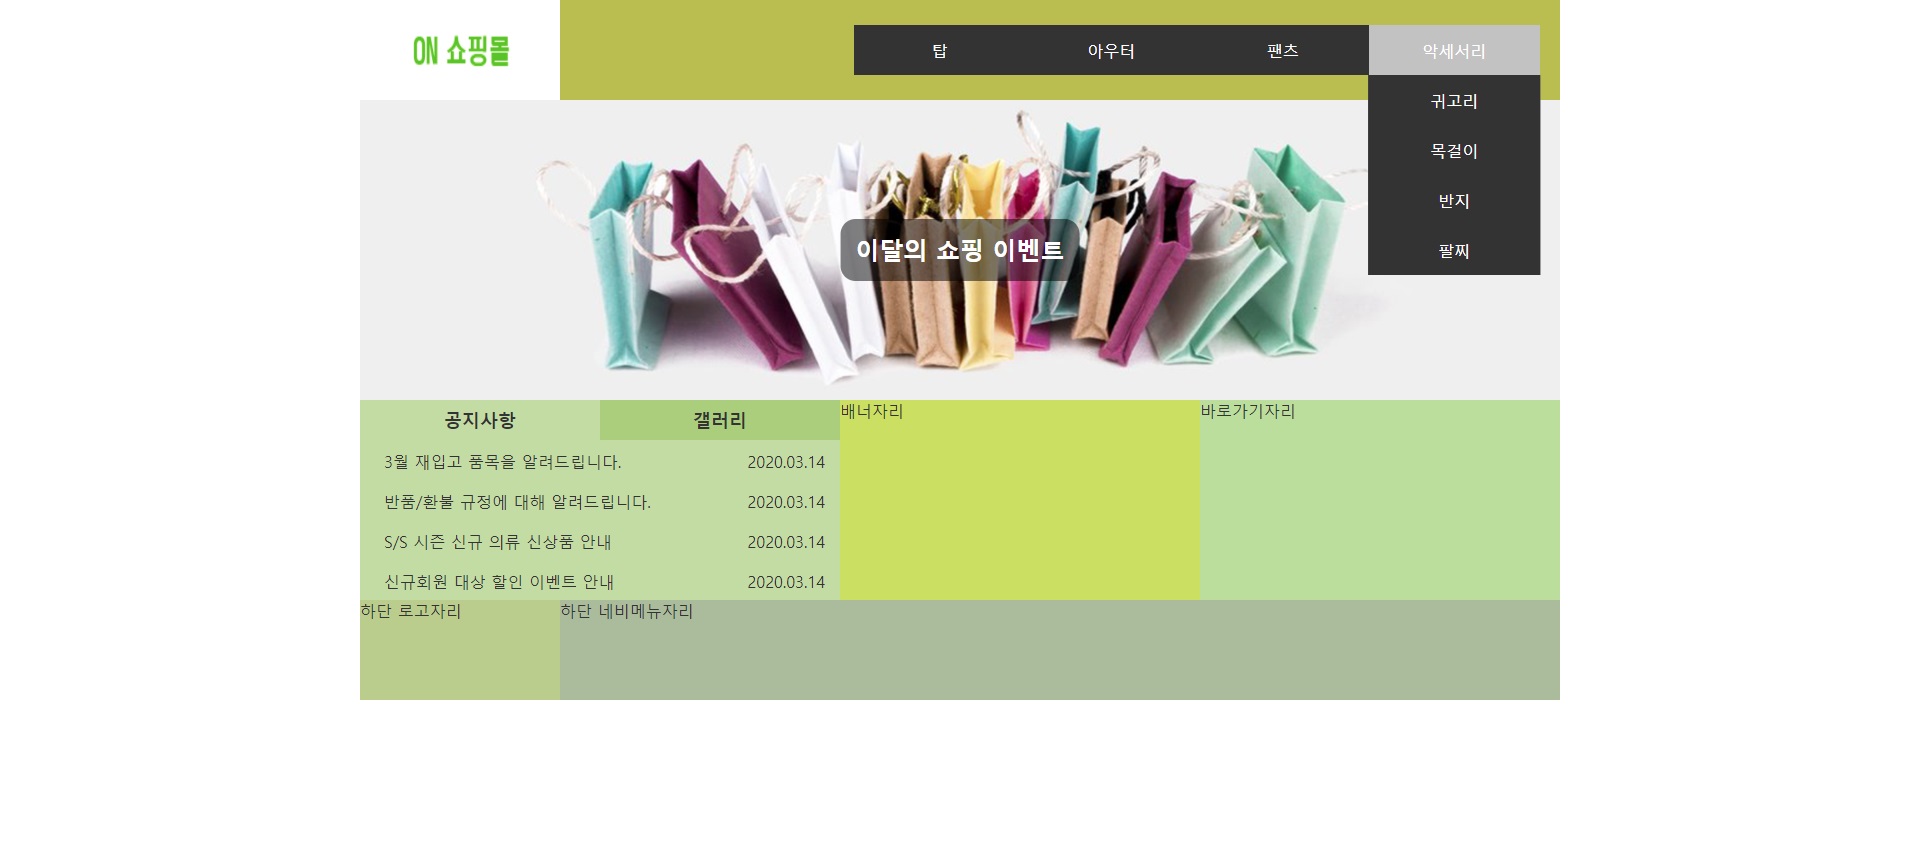 ON 쇼핑몰
탑 아우터 팬츠 악세서리
귀고리
목걸이
반지
팔찌
이달의 쇼핑 이벤트
공지사항 갤러리
3월 재입고 품목을 알려드립니다. 2020.03.14
반품/환불 규정에 대해 알려드립니다. 2020.03.14
S/S 시즌 신규 의류 신상품 안내 2020.03.14
신규회원 대상 할인 이벤트 안내 2020.03.14
배너자리
바로가기자리
하단 로고자리
하단 네비메뉴자리